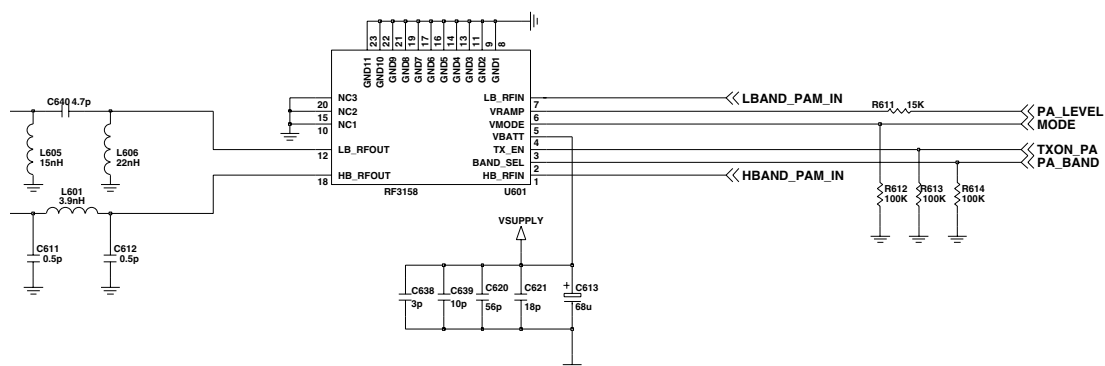 23
22
21
19
17
16
14
13
11
9
8
GND11
GND10
GND9
GND8
GND7
GND6
GND5
GND4
GND3
GND2
GND1
NC3
20
NC2
15
NC1
10
LB_RFOUT
12
HB_RFOUT
18
LB_RFIN
7
VRAMP
6
VMODE
5
VBATT
4
TX_EN
3
BAND_SEL
2
HB_RFIN
1
RF3158
U601
C640 4.7p
L605
15nH
L606
22nH
L601
3.9nH
C611
0.5p
C612
0.5p
LBAND_PAM_IN
R611
15K
PA_LEVEL
MODE
TXON_PA
PA_BAND
HBAND_PAM_IN
R612
100K
R613
100K
R614
100K
VSUPPLY
C638
3p
C639
10p
C620
56p
C621
18p
+
C613
68u